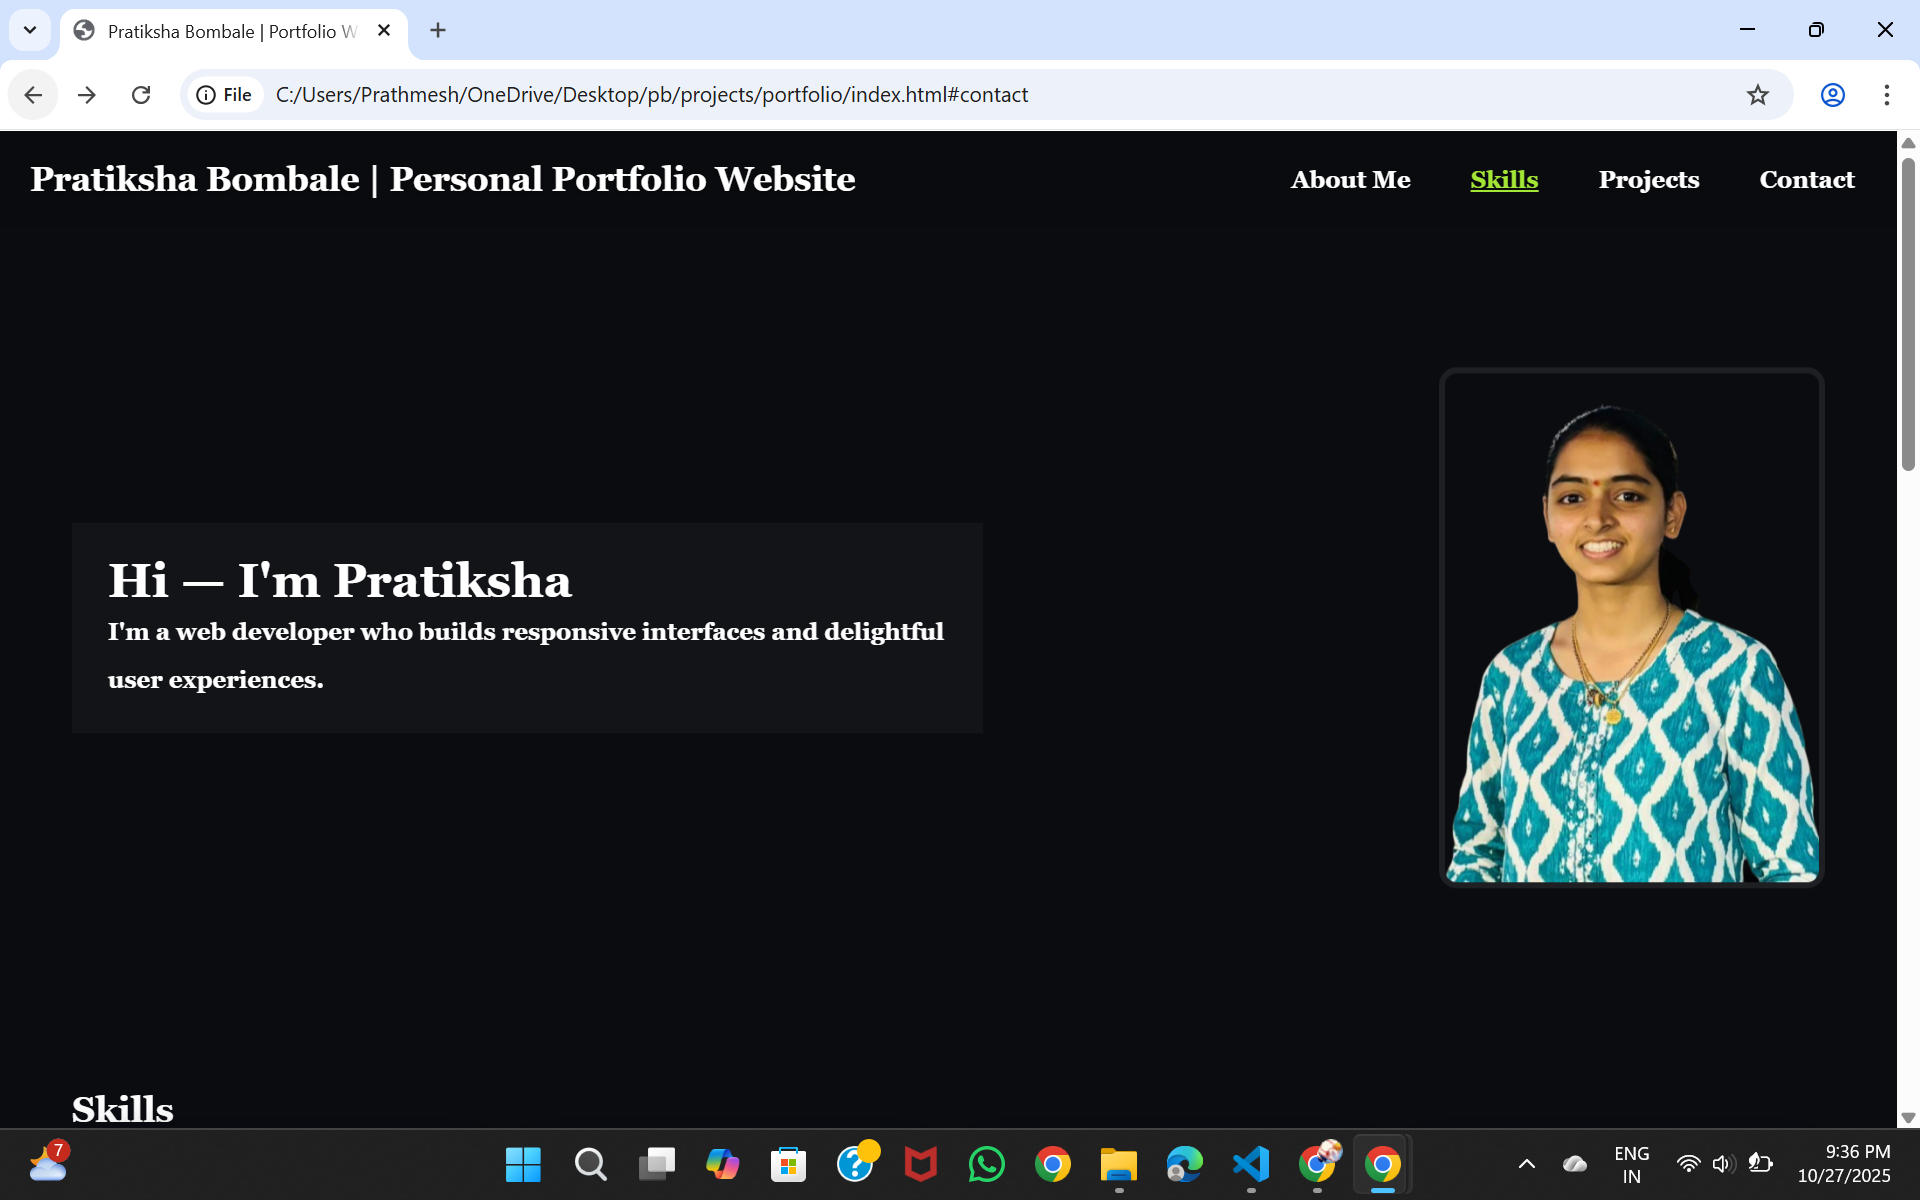 Pratiksha Bombale | Portfolio W
File
C:/Users/Prathmesh/OneDrive/Desktop/pb/projects/portfolio/index.html#contact
Pratiksha Bombale | Personal Portfolio Website
About Me
Skills
Projects
Contact
Hi — I'm Pratiksha
I'm a web developer who builds responsive interfaces and delightful
user experiences.
Skills
7
ENG
IN
9:36 PM
10/27/2025